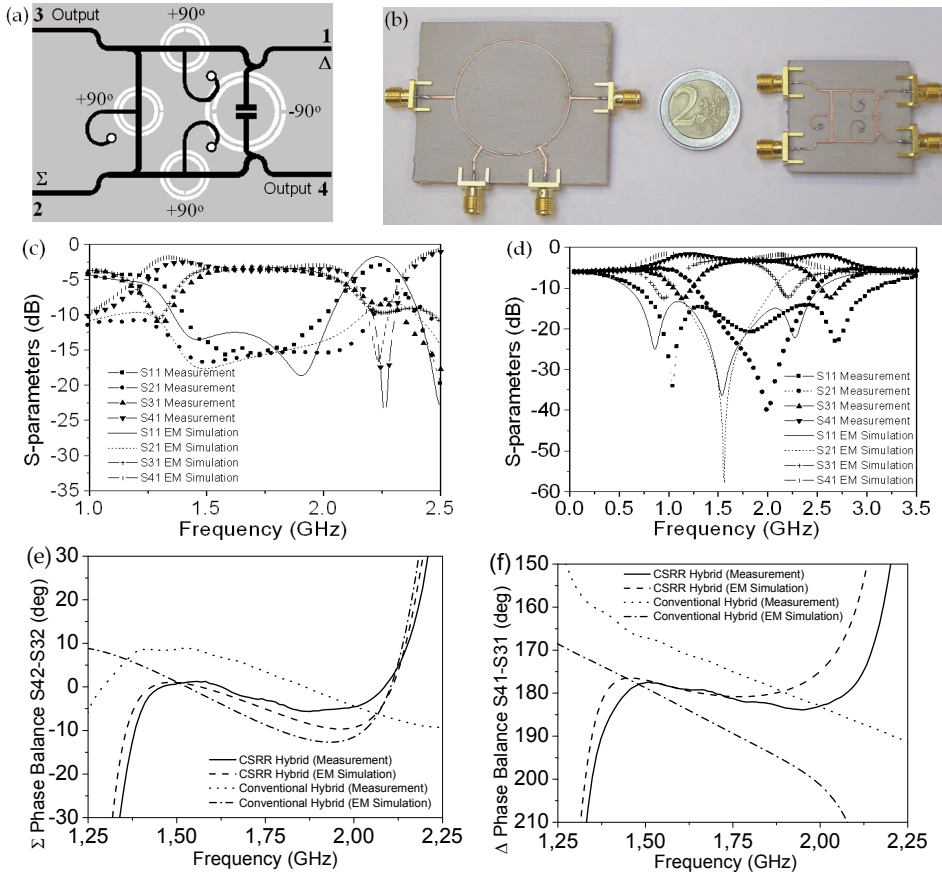 (a)
3 Output
+90º
1
Δ
+90º
-90º
Σ
2
+90º
Output 4
(b)
2 EURO
(c)
0
-5
-10
-15
-20
-25
-30
-35
S-parameters (dB)
S11 Measurement
S21 Measurement
S31 Measurement
S41 Measurement
S11 EM Simulation
S21 EM Simulation
S31 EM Simulation
S41 EM Simulation
1.0 1.5 2.0 2.5
Frequency (GHz)
(d)
0
-10
-20
-30
-40
-50
-60
S-parameters (dB)
S11 Measurement
S21 Measurement
S31 Measurement
S41 Measurement
S11 EM Simulation
S21 EM Simulation
S31 EM Simulation
S41 EM Simulation
0.0 0.5 1.0 1.5 2.0 2.5 3.0 3.5
Frequency (GHz)
(e)
30
20
10
0
-10
-20
-30
Σ Phase Balance S42-S32 (deg)
CSRR Hybrid (Measurement)
CSRR Hybrid (EM Simulation)
Conventional Hybrid (Measurement)
Conventional Hybrid (EM Simulation)
1,25 1,50 1,75 2,00 2,25
Frequency (GHz)
(f)
150
160
170
180
190
200
210
Δ Phase Balance S41-S31 (deg)
CSRR Hybrid (Measurement)
CSRR Hybrid (EM Simulation)
Conventional Hybrid (Measurement)
Conventional Hybrid (EM Simulation)
1,25 1,50 1,75 2,00 2,25
Frequency (GHz)